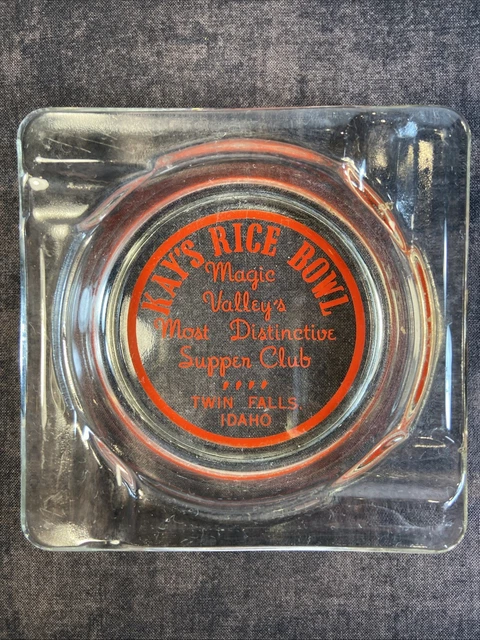 KAY'S RICE BOWL
Magic
Valley's
Most Distinctive
Supper Club
TWIN FALLS,
IDAHO